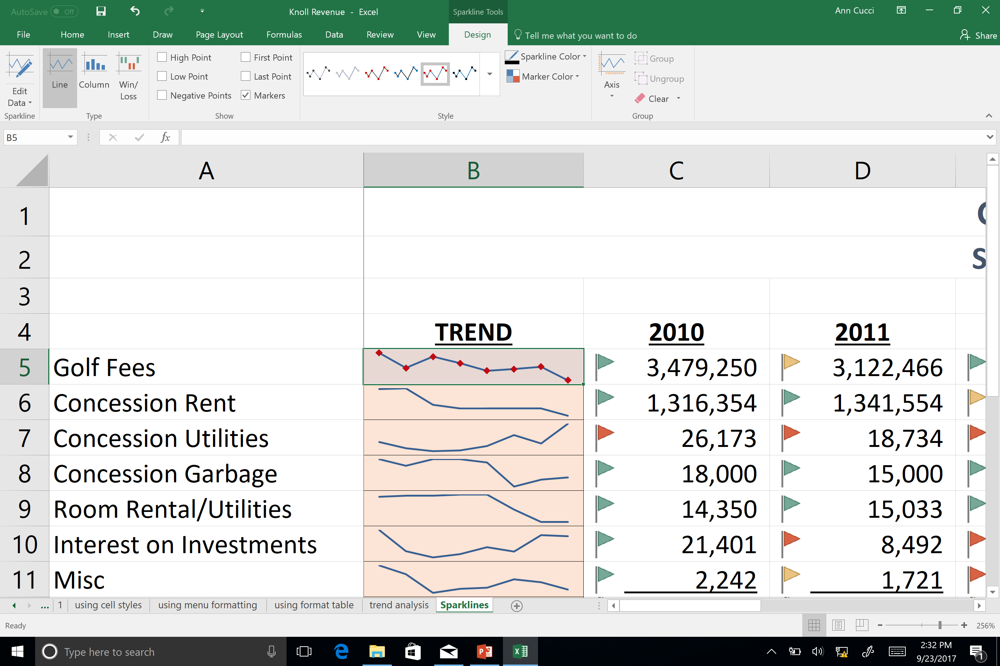 AutoSave Off
Knoll Revenue - Excel
Sparkline Tools
Ann Cucci
File Home Insert Draw Page Layout Formulas Data Review View Design Tell me what you want to do Share
Edit Data
Line
Column
Win/
Loss
High Point
Low Point
Negative Points
First Point
Last Point
Markers
Sparkline Color
Marker Color
Axis
Group
Ungroup
Clear
Sparkline Type Show Style Group
B5 fx
A B C D
1
2 S
3
4 TREND 2010 2011
5 Golf Fees 3,479,250 3,122,466
6 Concession Rent 1,316,354 1,341,554
7 Concession Utilities 26,173 18,734
8 Concession Garbage 18,000 15,000
9 Room Rental/Utilities 14,350 15,033
10 Interest on Investments 21,401 8,492
11 Misc 2,242 1,721
... 1 using cell styles using menu formatting using format table trend analysis Sparklines
Ready 256%
Type here to search
2:32 PM
9/23/2017
1